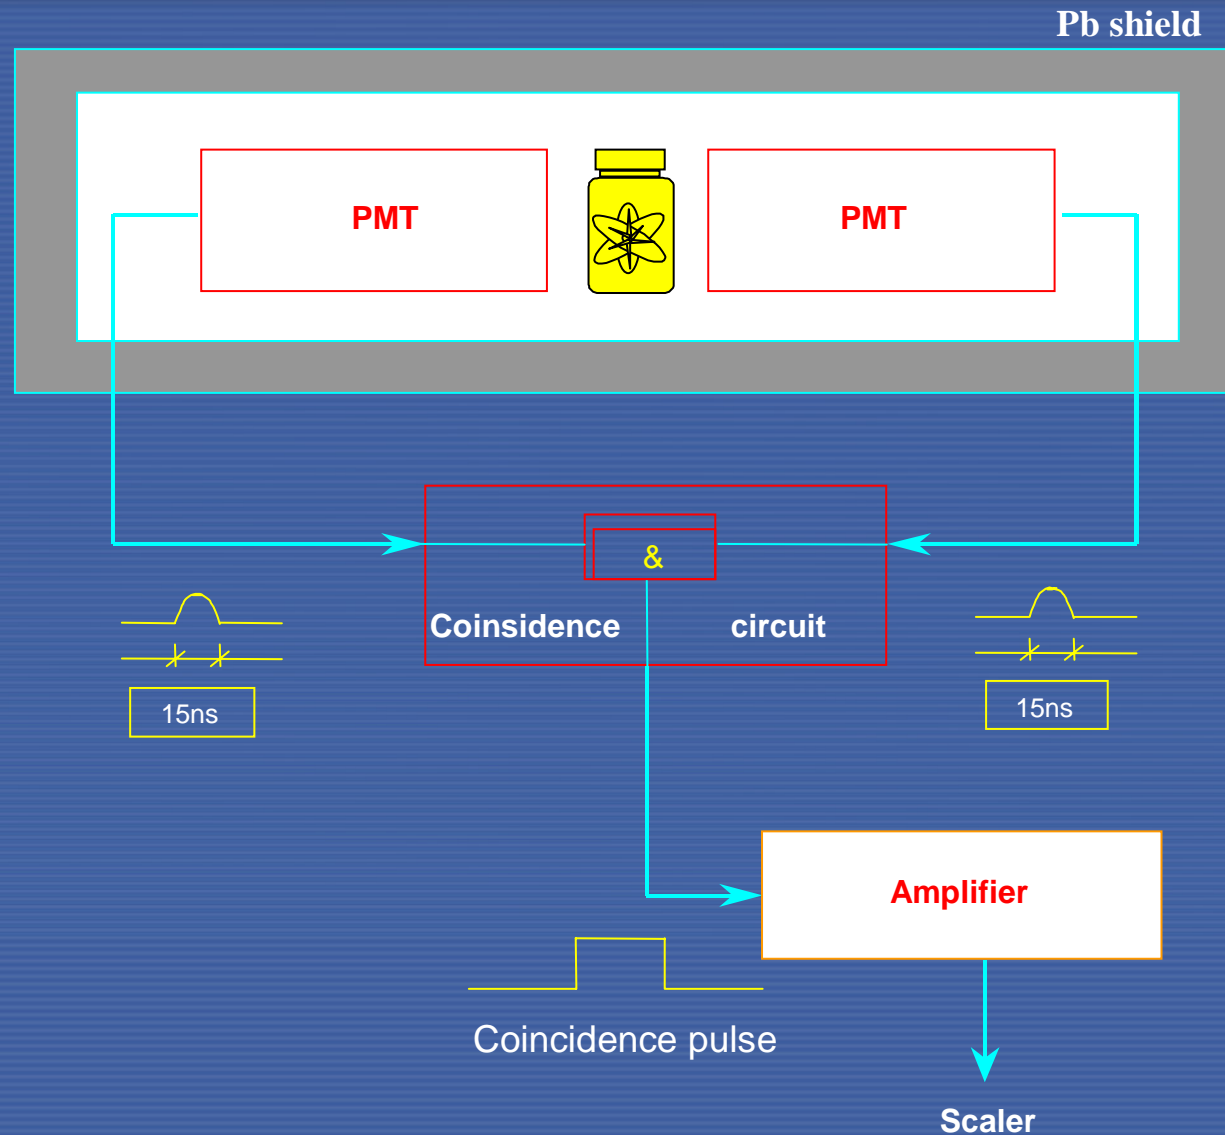 Pb shield
PMT
PMT
&
Coinsidence circuit
15ns
15ns
Amplifier
Coincidence pulse
Scaler